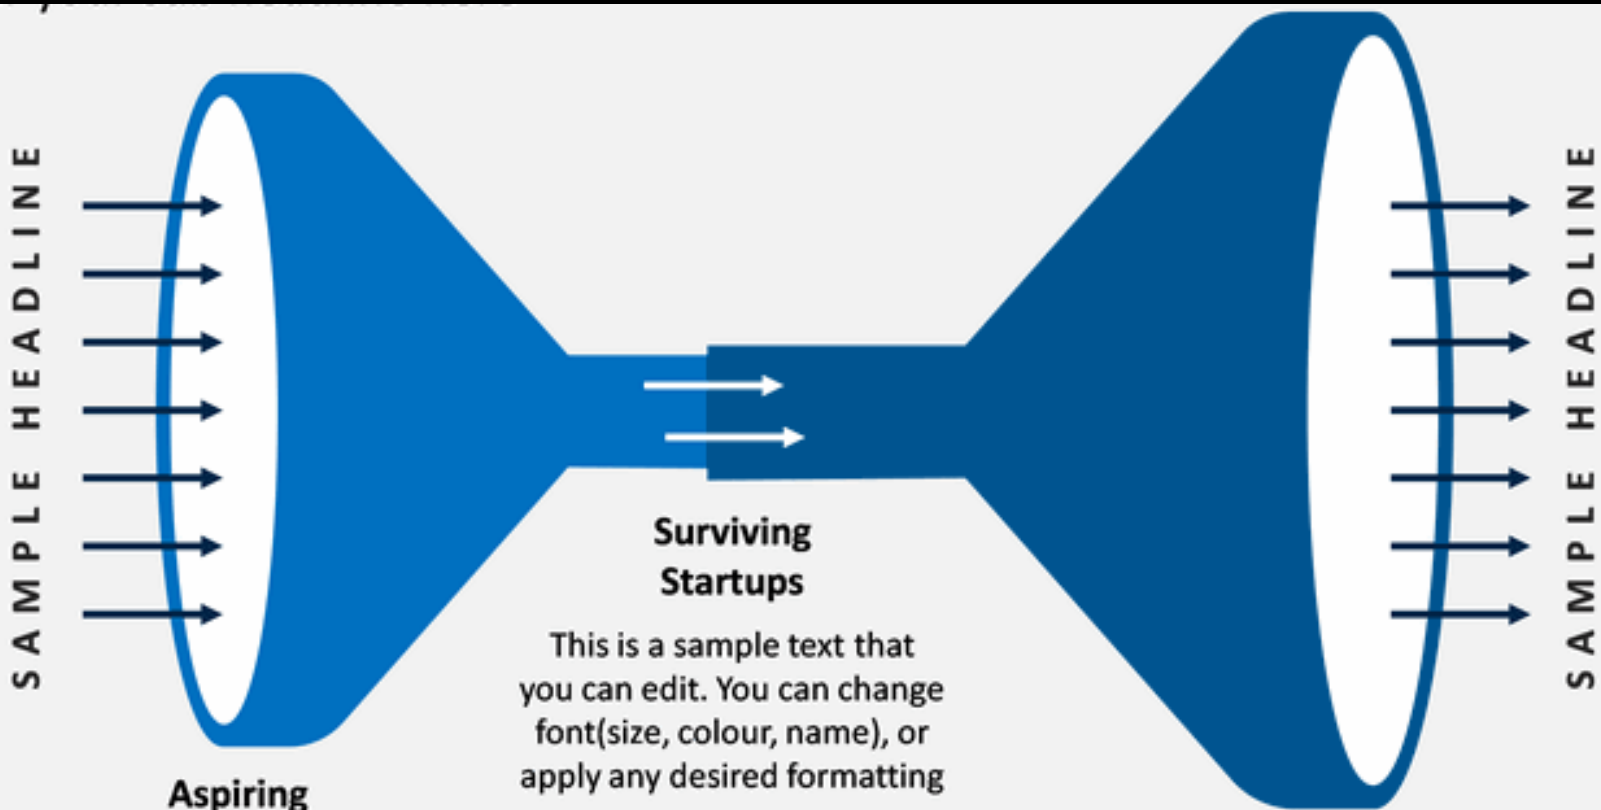 SAMPLE HEADLINE
SAMPLE HEADLINE
Surviving
Startups
This is a sample text that
you can edit. You can change
font(size, colour, name), or
apply any desired formatting
Aspiring